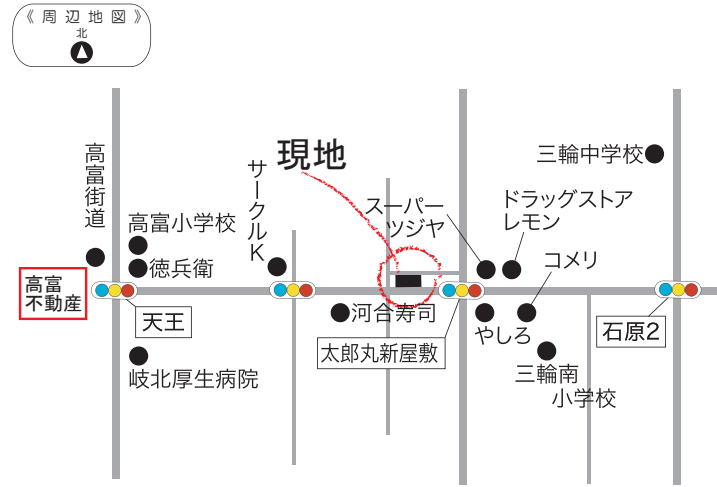 《周辺地図》
北
現地
高富街道
サークルK
三輪中学校
スーパー
ツジヤ
ドラッグストア
レモン
高富小学校
徳兵衛
コメリ
高富
不動産
天王
河合寿司
太郎丸新屋敷
やしろ
石原2
岐北厚生病院
三輪南
小学校